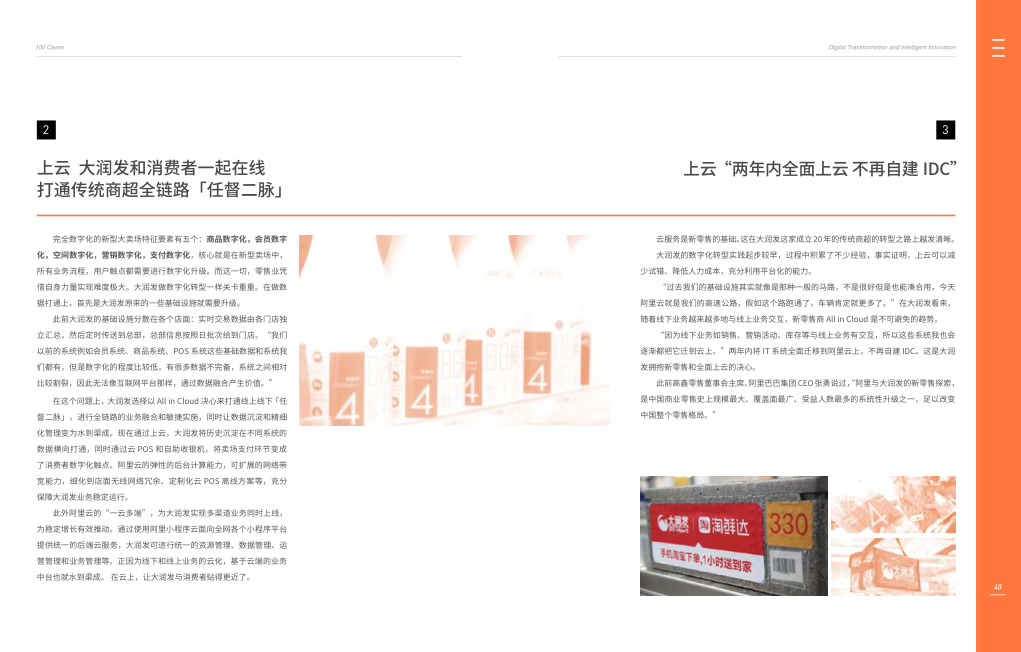 100 Cases
Digital Transformation and Intelligent Innovation
2
上云 大润发和消费者一起在线
打通传统商超全链路「任督二脉」
完全数字化的新型大卖场特征要素有五个：商品数字化，会员数字
化，空间数字化，营销数字化，支付数字化，核心就是在新型卖场中，
所有业务流程，用户触点都需要进行数字化升级。而这一切，零售业凭
借自身力量实现难度极大。大润发做数字化转型一样关卡重重。在做数
据打通上，首先是大润发原来的一些基础设施就需要升级。
此前大润发的基础设施分散在各个店面：实时交易数据由各门店独
立汇总，然后定时传送到总部，总部信息按照日批次给到门店。“我们
以前的系统例如会员系统、商品系统、POS 系统这些基础数据和系统我
们都有，但是数字化的程度比较低，有很多数据不完备，系统之间相对
比较割裂，因此无法像互联网平台那样，通过数据融合产生价值。”
在这个问题上，大润发选择以 All in Cloud 决心来打通线上线下「任
督二脉」，进行全链路的业务融合和敏捷实施，同时让数据沉淀和精细
化管理变为水到渠成。现在通过上云，大润发将历史沉淀在不同系统的
数据横向打通，同时通过云 POS 和自助收银机，将卖场支付环节变成
了消费者数字化触点。阿里云的弹性的后台计算能力，可扩展的网络带
宽能力，细化到店面无线网络冗余、定制化云 POS 离线方案等，充分
保障大润发业务稳定运行。
此外阿里云的“一云多端”，为大润发实现多渠道业务同时上线，
为稳定增长有效推动。通过使用阿里小程序云面向全网各个小程序平台
提供统一的后端云服务，大润发可进行统一的资源管理、数据管理、运
营管理和业务管理等。正因为线下和线上业务的云化，基于云端的业务
中台也就水到渠成。 在云上，让大润发与消费者贴得更近了。
4
4
4
4
3
上云“两年内全面上云 不再自建 IDC”
云服务是新零售的基础。这在大润发这家成立 20 年的传统商超的转型之路上越发清晰。
大润发的数字化转型实践起步较早，过程中积累了不少经验，事实证明，上云可以减
少试错、降低人力成本，充分利用平台化的能力。
“过去我们的基础设施其实就像是那种一般的马路，不是很好但是也能凑合用，今天
阿里云就是我们的高速公路，假如这个路跑通了，车辆肯定就更多了。”在大润发看来，
随着线下业务越来越多地与线上业务交互，新零售商 All in Cloud 是不可避免的趋势。
“因为线下业务如销售、营销活动、库存等与线上业务有交互，所以这些系统我也会
逐渐都把它迁到云上。”两年内将 IT 系统全面迁移到阿里云上，不再自建 IDC。这是大润
发拥抱新零售和全面上云的决心。
此前高鑫零售董事会主席、阿里巴巴集团 CEO 张勇说过，“阿里与大润发的新零售探索，
是中国商业零售史上规模最大、覆盖面最广、受益人数最多的系统性升级之一，足以改变
中国整个零售格局。”
大润发 淘 淘鲜达
手机淘宝下单,1小时送到家
330
4
大润发
40